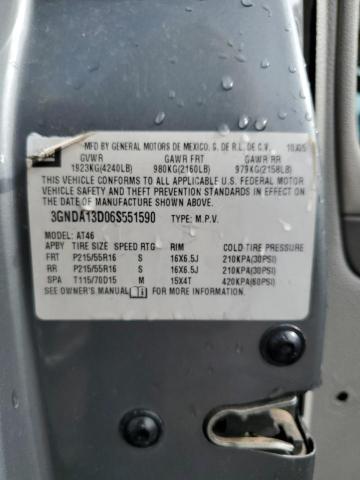 MFD BY GENERAL MOTORS DE MEXICO, S. DE R.L. DE C.V. 10/05
GVWR GAWR FRT GAWR RR
1923KG(4240LB) 980KG(2160LB) 979KG(2158LB)
THIS VEHICLE CONFORMS TO ALL APPLICABLE U.S. FEDERAL
MOTOR VEHICLE SAFETY, BUMPER, AND THEFT PREVENTION
STANDARDS IN EFFECT ON THE DATE OF
MANUFACTURE SHOWN ABOVE.
3GNDA13D06S551590 TYPE: M.P.V.
MODEL: AT46
APBY TIRE SIZE SPEED RTG RIM COLD TIRE PRESSURE
FRT P215/55R16 S 16X6.5J 210KPA(30PSI)
RR P215/55R16 S 16X6.5J 210KPA(30PSI)
SPA T115/70D15 M 15X4T 420KPA(60PSI)
SEE OWNER'S MANUAL FOR MORE INFORMATION.